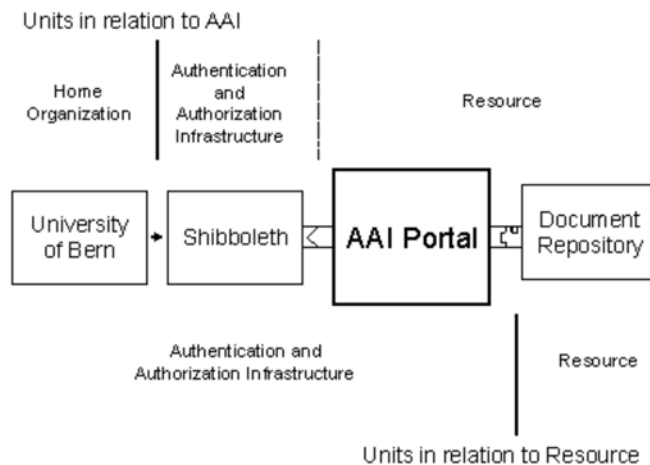 Units in relation to AAI
Home
Organization
Authentication
and
Authorization
Infrastructure
Resource
University
of Bern
Shibboleth
AAI Portal
Document
Repository
Authentication and
Authorization Infrastructure
Resource
Units in relation to Resource